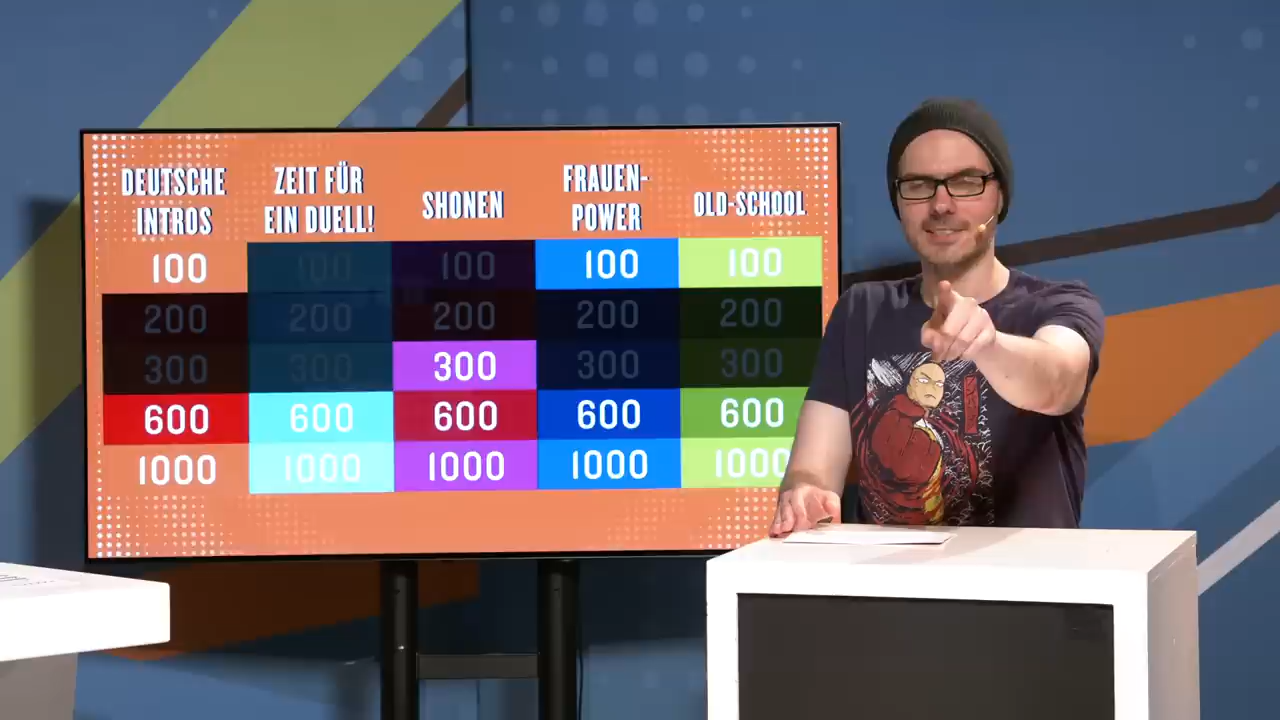 DEUTSCHE INTROS
ZEIT FÜR EIN DUELL!
SHONEN
FRAUEN-POWER
OLD-SCHOOL
100 100 100 100 100
200 200 200 200 200
300 300 300 300 300
600 600 600 600 600
1000 1000 1000 1000 1000